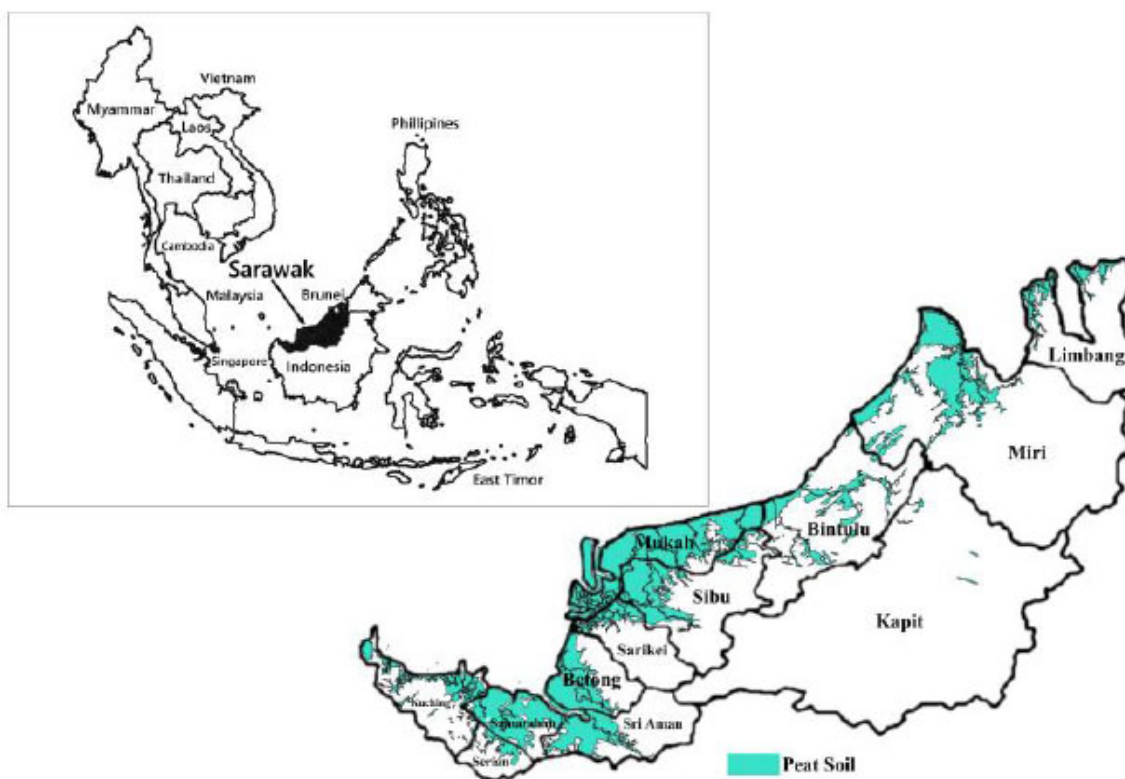 Vietnam
Myammar
Laos
Phillipines
Thailand
Cambodia
Sarawak
Malaysia
Brunei
Singapore
Indonesia
East Timor
Limbang
Miri
Bintulu
Mukah
Sibu
Kapit
Sarikei
Betong
Kuching
Samarahan
Sri Aman
Serian
Peat Soil